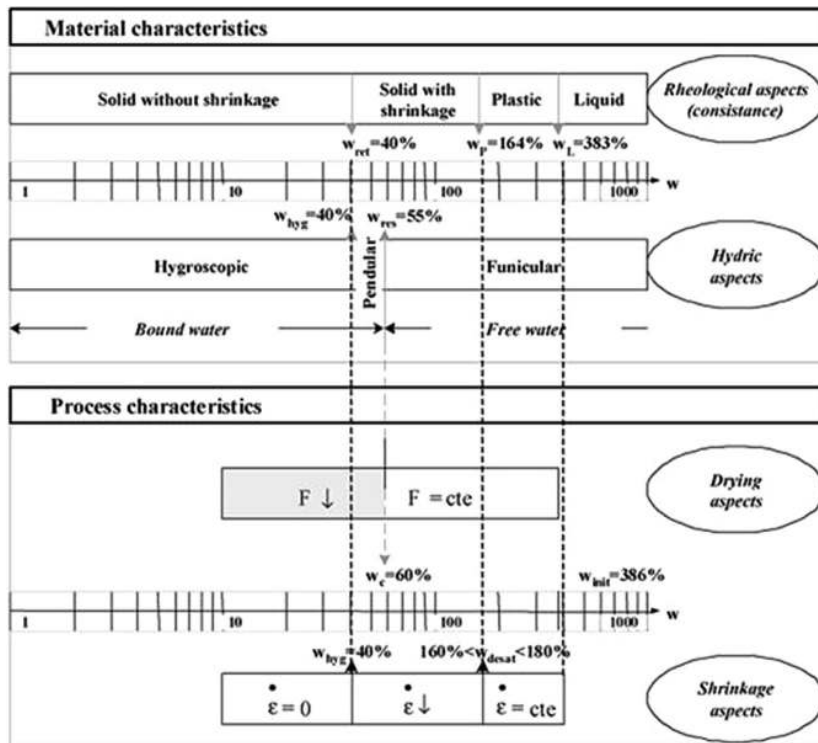 Material characteristics
Solid without shrinkage
Solid with
shrinkage
Plastic
Liquid
Rheological aspects
(consistance)
w_ret=40%
w_P=164%
w_L=383%
1 10 100 1000 w
w_hyg=40%
w_res=55%
Hygroscopic
Pendular
Funicular
Hydric
aspects
Bound water
Free water
Process characteristics
F ↓
F = cte
Drying
aspects
w_c=60%
w_init=386%
1 10 100 1000 w
w_hyg=40%
160%<w_desat<180%
ε̇ = 0
ε̇ ↓
ε̇ = cte
Shrinkage
aspects